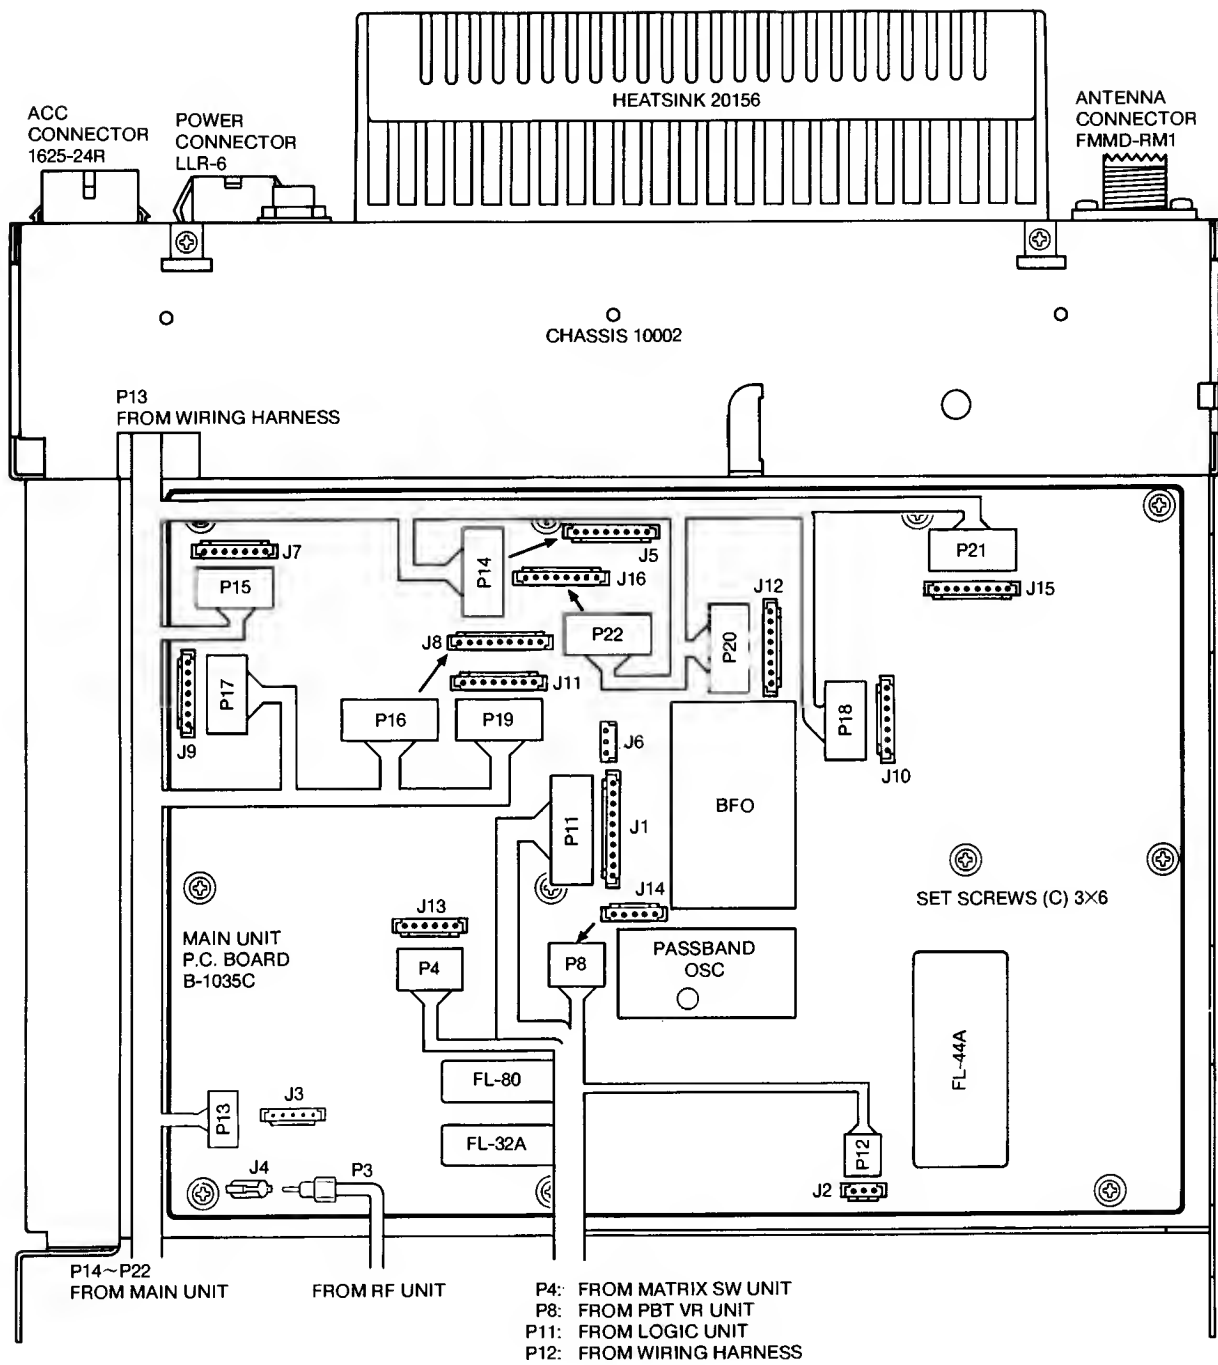 HEATSINK 20156
ACC
CONNECTOR
1625-24R
POWER
CONNECTOR
LLR-6
ANTENNA
CONNECTOR
FMMD-RM1
CHASSIS 10002
P13
FROM WIRING HARNESS
J7
P15
P14
J5
J16
P21
J15
J12
P22
P20
J8
J11
P17
J9
P16
P19
P18
J10
J6
BFO
P11
J1
J14
SET SCREWS (C) 3×6
J13
MAIN UNIT
P.C. BOARD
B-1035C
P4
P8
PASSBAND
OSC
FL-44A
FL-80
J3
P13
FL-32A
P12
J4
P3
J2
P14~P22
FROM MAIN UNIT
FROM RF UNIT
P4: FROM MATRIX SW UNIT
P8: FROM PBT VR UNIT
P11: FROM LOGIC UNIT
P12: FROM WIRING HARNESS